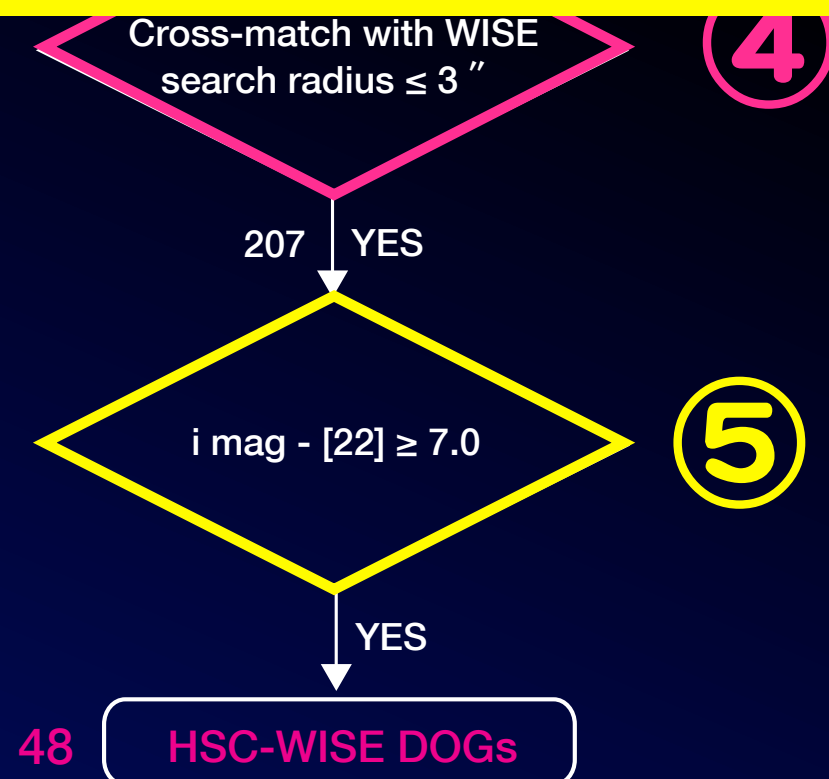 Cross-match with WISE
search radius ≤ 3 ″
4
207 YES
i mag - [22] ≥ 7.0
5
YES
48 HSC-WISE DOGs